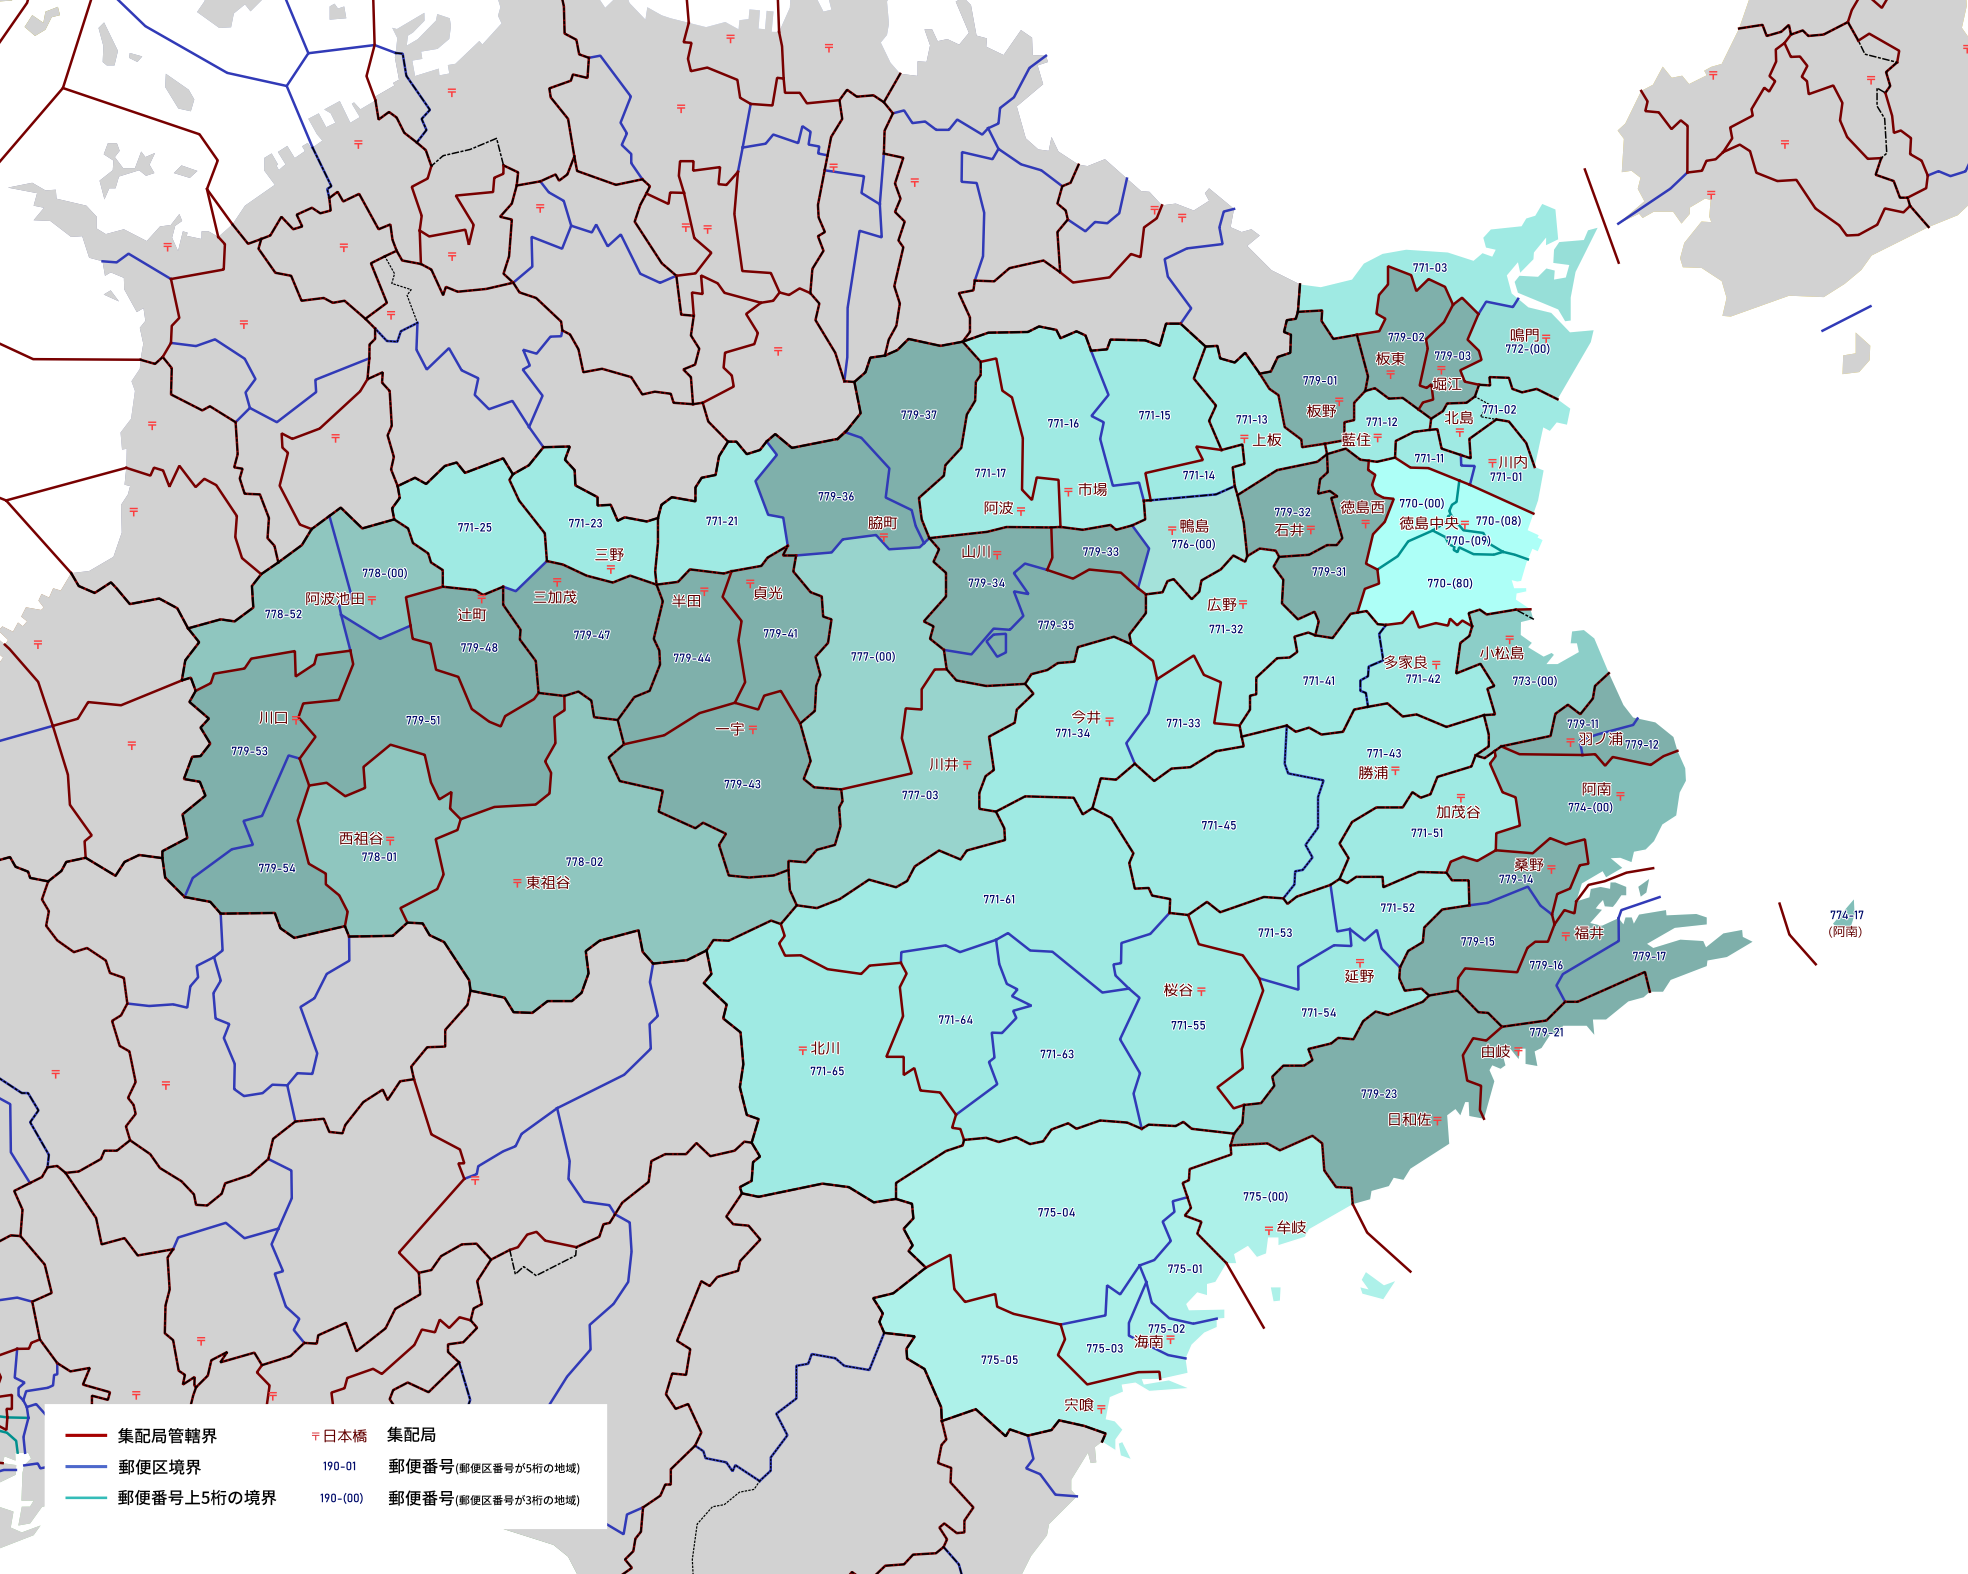 771-03
779-02
板東
779-03
堀江
鳴門
772-(00)
779-01
板野
771-02
北島
771-12
藍住
771-13
上板
771-11
川内
771-01
779-37
771-16
771-15
771-17
阿波
市場
771-14
779-36
脇町
771-25
771-23
三野
771-21
770-(00)
徳島中央
770-(08)
770-(09)
770-(80)
徳島西
779-31
779-32
石井
鴨島
776-(00)
山川
779-34
779-33
779-35
778-(00)
阿波池田
778-52
辻町
779-48
三加茂
779-47
半田
779-44
貞光
779-41
777-(00)
広野
771-32
771-41
多家良
771-42
小松島
773-(00)
川口
779-53
779-51
一宇
779-43
川井
777-03
今井
771-34
771-33
771-43
勝浦
779-11
羽ノ浦
779-12
阿南
774-(00)
加茂谷
771-51
771-45
西祖谷
778-01
779-54
778-02
東祖谷
桑野
779-14
771-61
771-52
771-53
779-15
福井
779-16
779-17
774-17
(阿南)
延野
771-54
桜谷
771-55
771-64
771-63
北川
771-65
779-21
由岐
779-23
日和佐
775-04
775-(00)
牟岐
775-01
775-02
海南
775-03
775-05
宍喰
集配局管轄界
〒日本橋 集配局
郵便区境界
190-01 郵便番号(郵便区番号が5桁の地域)
郵便番号上5桁の境界
190-(00) 郵便番号(郵便区番号が3桁の地域)